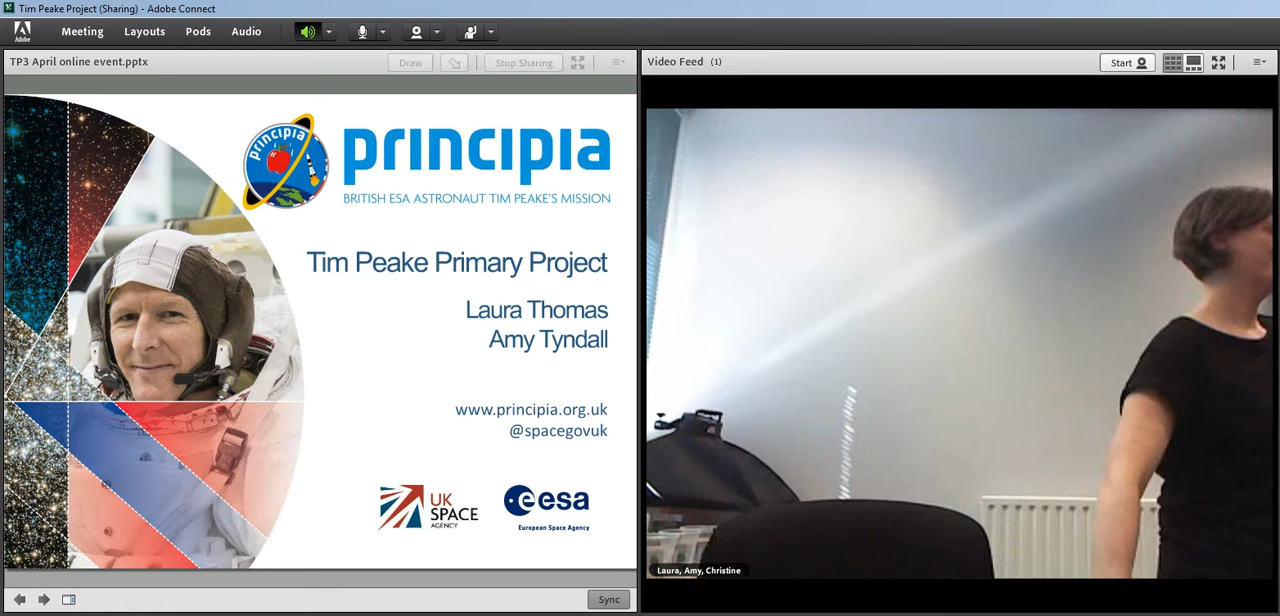 Tim Peake Project (Sharing) - Adobe Connect
Adobe
Meeting
Layouts
Pods
Audio
TP3 April online event.pptx
Draw
Stop Sharing
principia
principia
BRITISH ESA ASTRONAUT TIM PEAKE'S MISSION
Tim Peake Primary Project
Laura Thomas
Amy Tyndall
www.principia.org.uk
@spacegovuk
UK
SPACE
AGENCY
esa
European Space Agency
Sync
Video Feed (1)
Start
Laura, Amy, Christine